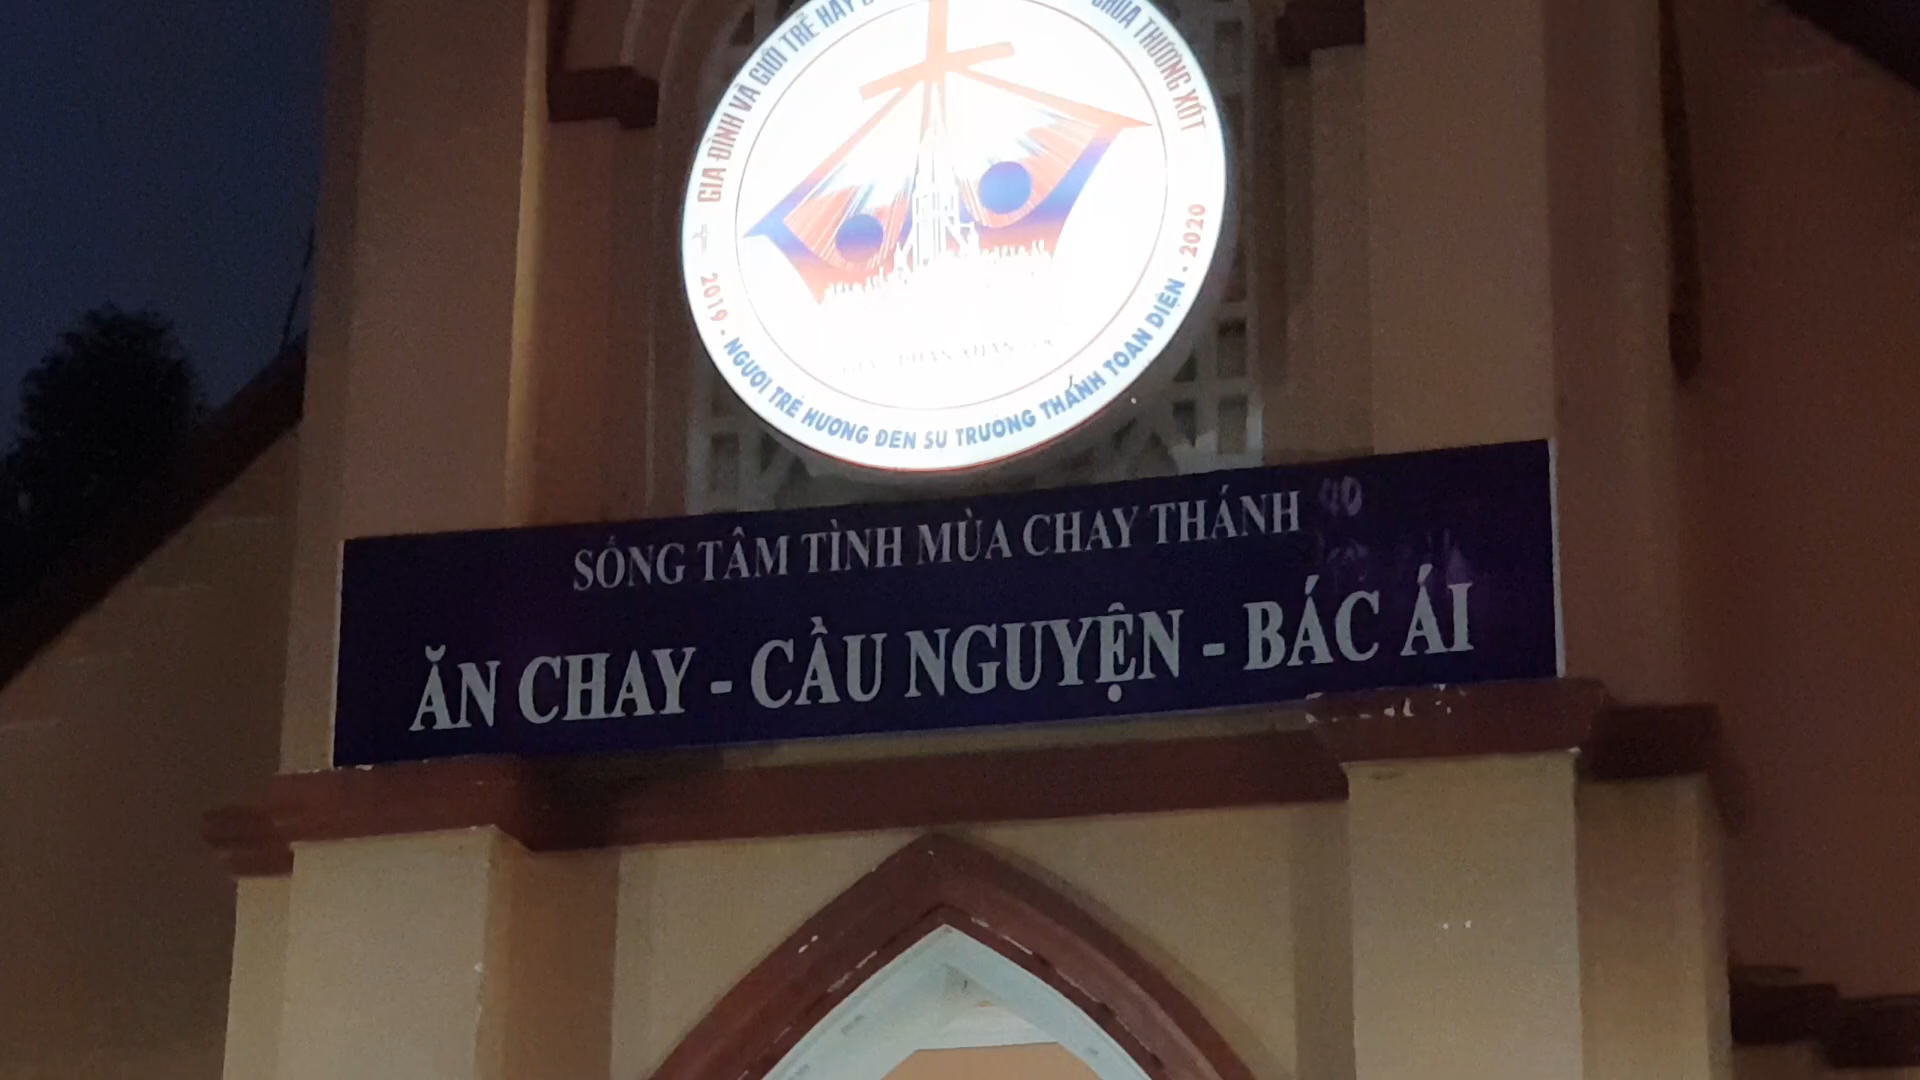 GIA ĐÌNH VÀ GIỚI TRẺ HÃY
CHÚA THƯƠNG XÓT
2019 - NGƯỜI TRẺ HƯỚNG ĐẾN SỰ TRƯỞNG THÀNH TOÀN DIỆN - 2020
SỐNG TÂM TÌNH MÙA CHAY THÁNH
ĂN CHAY - CẦU NGUYỆN - BÁC ÁI